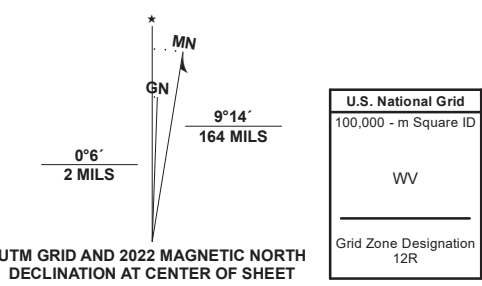 ★
MN
GN
9°14´
164 MILS
0°6´
2 MILS
UTM GRID AND 2022 MAGNETIC NORTH
DECLINATION AT CENTER OF SHEET
U.S. National Grid
100,000 - m Square ID
WV
Grid Zone Designation
12R